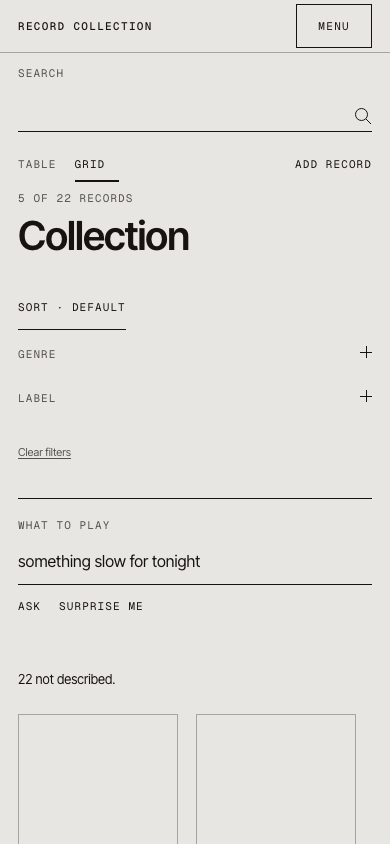 RECORD COLLECTION
MENU
SEARCH
TABLE GRID ADD RECORD
5 OF 22 RECORDS
Collection
SORT · DEFAULT
GENRE
LABEL
Clear filters
WHAT TO PLAY
something slow for tonight
ASK SURPRISE ME
22 not described.